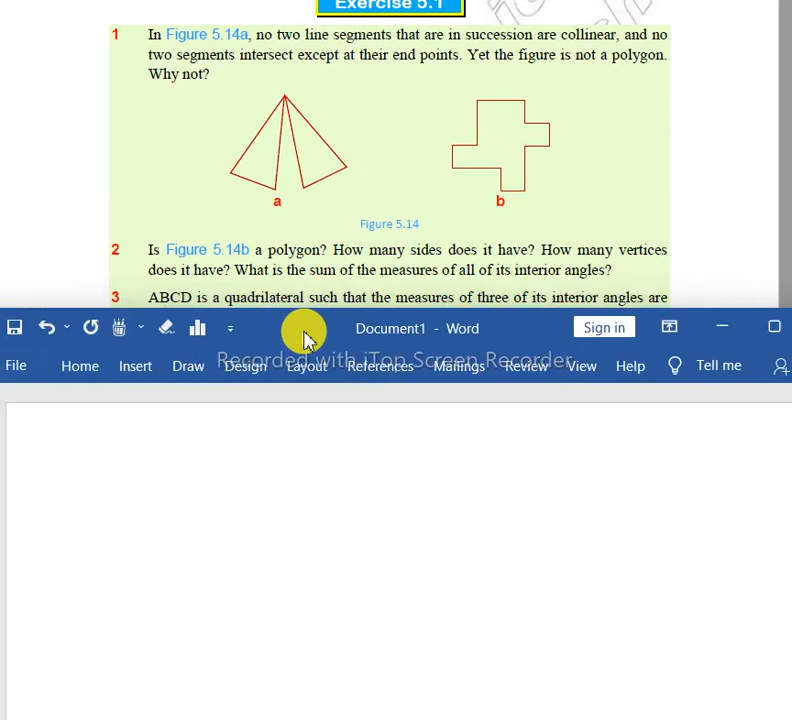 Exercise 5.1
1 In Figure 5.14a, no two line segments that are in succession are collinear, and no
two segments intersect except at their end points. Yet the figure is not a polygon.
Why not?
a
b
Figure 5.14
2 Is Figure 5.14b a polygon? How many sides does it have? How many vertices
does it have? What is the sum of the measures of all of its interior angles?
3 ABCD is a quadrilateral such that the measures of three of its interior angles are
Document1 - Word
Sign in
Recorded with iTop Screen Recorder
File Home Insert Draw Design Layout References Mailings Review View Help Tell me